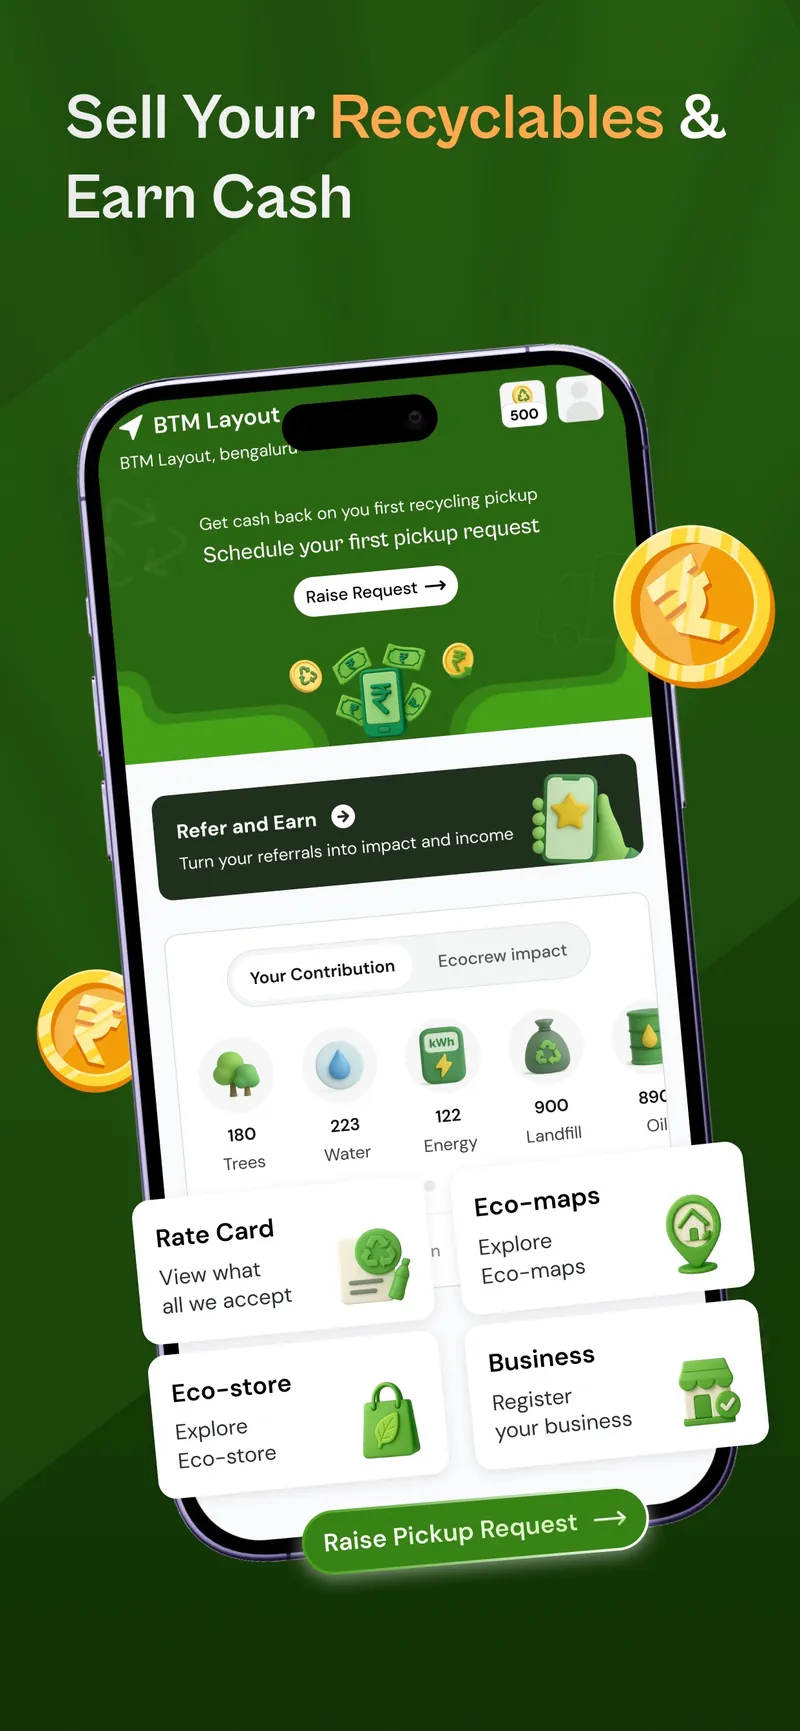 Sell Your Recyclables &
Earn Cash
BTM Layout
BTM Layout, bengaluru
500
Get cash back on you first recycling pickup
Schedule your first pickup request
Raise Request →
Refer and Earn
Turn your referrals into impact and income
Your Contribution
Ecocrew impact
kWh
180
Trees
223
Water
122
Energy
900
Landfill
890
Oil
Rate Card
View what
all we accept
Eco-maps
Explore
Eco-maps
Eco-store
Explore
Eco-store
Business
Register
your business
Raise Pickup Request →